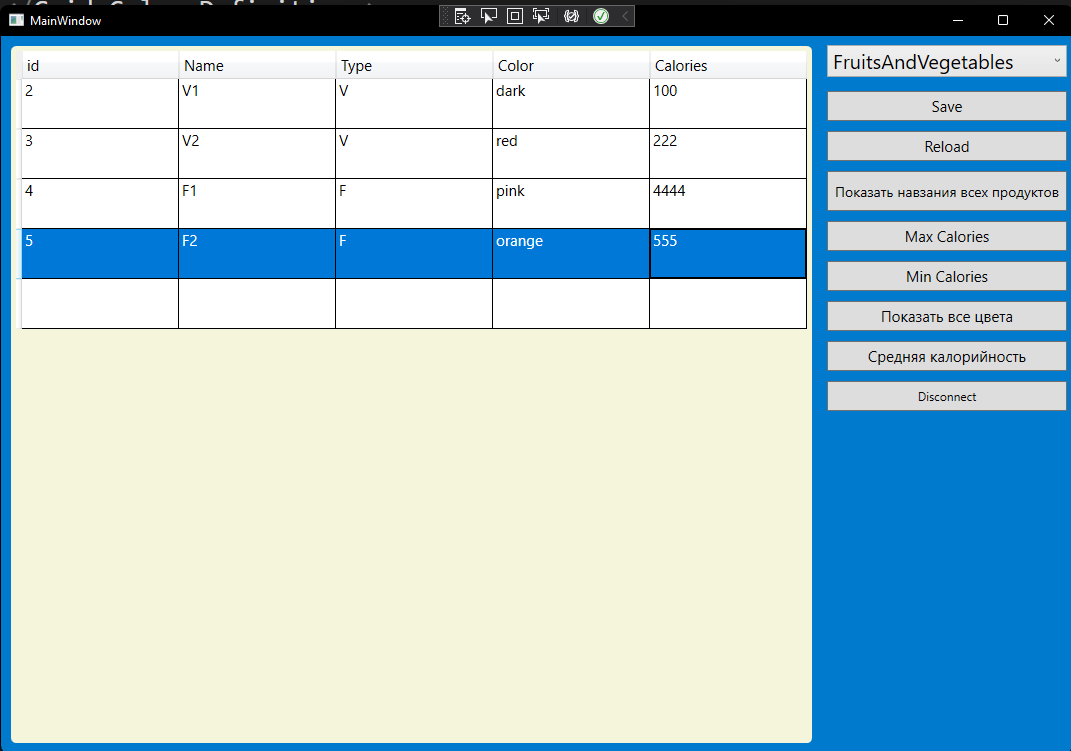 MainWindow
id Name Type Color Calories
2 V1 V dark 100
3 V2 V red 222
4 F1 F pink 4444
5 F2 F orange 555
FruitsAndVegetables
Save
Reload
Показать навзания всех продуктов
Max Calories
Min Calories
Показать все цвета
Средняя калорийность
Disconnect